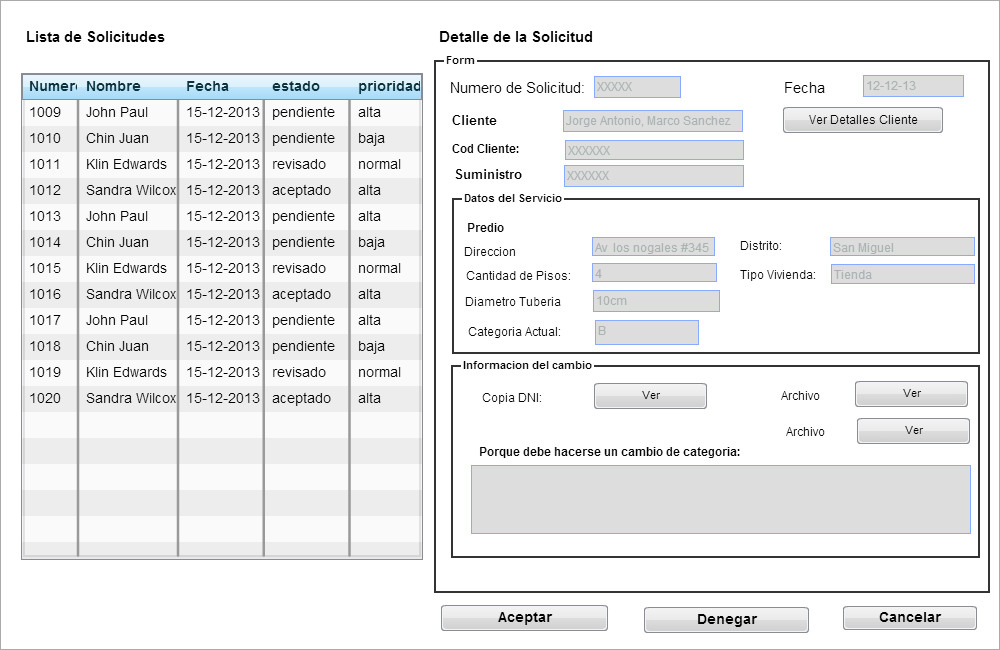 Lista de Solicitudes
Numero Nombre Fecha estado prioridad
1009 John Paul 15-12-2013 pendiente alta
1010 Chin Juan 15-12-2013 pendiente baja
1011 Klin Edwards 15-12-2013 revisado normal
1012 Sandra Wilcox 15-12-2013 aceptado alta
1013 John Paul 15-12-2013 pendiente alta
1014 Chin Juan 15-12-2013 pendiente baja
1015 Klin Edwards 15-12-2013 revisado normal
1016 Sandra Wilcox 15-12-2013 aceptado alta
1017 John Paul 15-12-2013 pendiente alta
1018 Chin Juan 15-12-2013 pendiente baja
1019 Klin Edwards 15-12-2013 revisado normal
1020 Sandra Wilcox 15-12-2013 aceptado alta
Detalle de la Solicitud
Form
Numero de Solicitud: XXXXX Fecha 12-12-13
Cliente Jorge Antonio, Marco Sanchez Ver Detalles Cliente
Cod Cliente: XXXXXX
Suministro XXXXXX
Datos del Servicio
Predio
Direccion Av. los nogales #345 Distrito: San Miguel
Cantidad de Pisos: 4 Tipo Vivienda: Tienda
Diametro Tuberia 10cm
Categoria Actual: B
Informacion del cambio
Copia DNI: Ver Archivo Ver
Archivo Ver
Porque debe hacerse un cambio de categoria:
Aceptar Denegar Cancelar